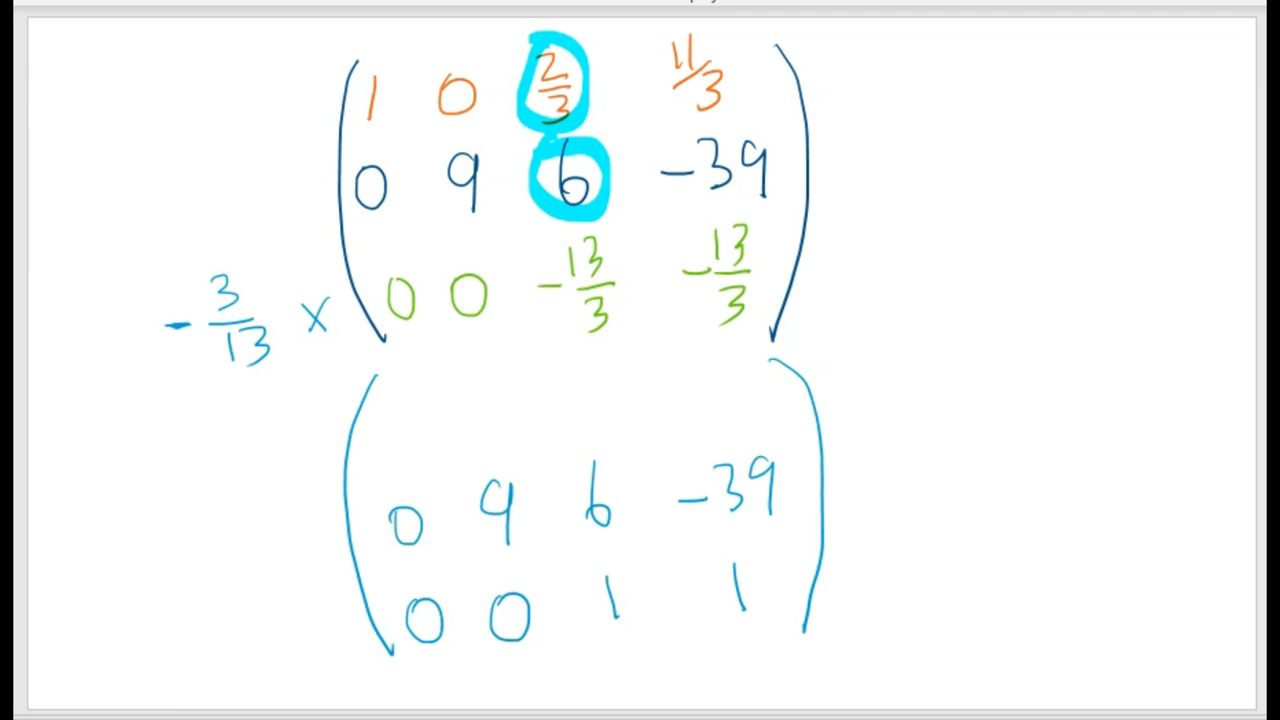 1 0 2/3 11/3
0 9 6 -39
-3/13 × 0 0 -13/3 -13/3
0 9 6 -39
0 0 1 1